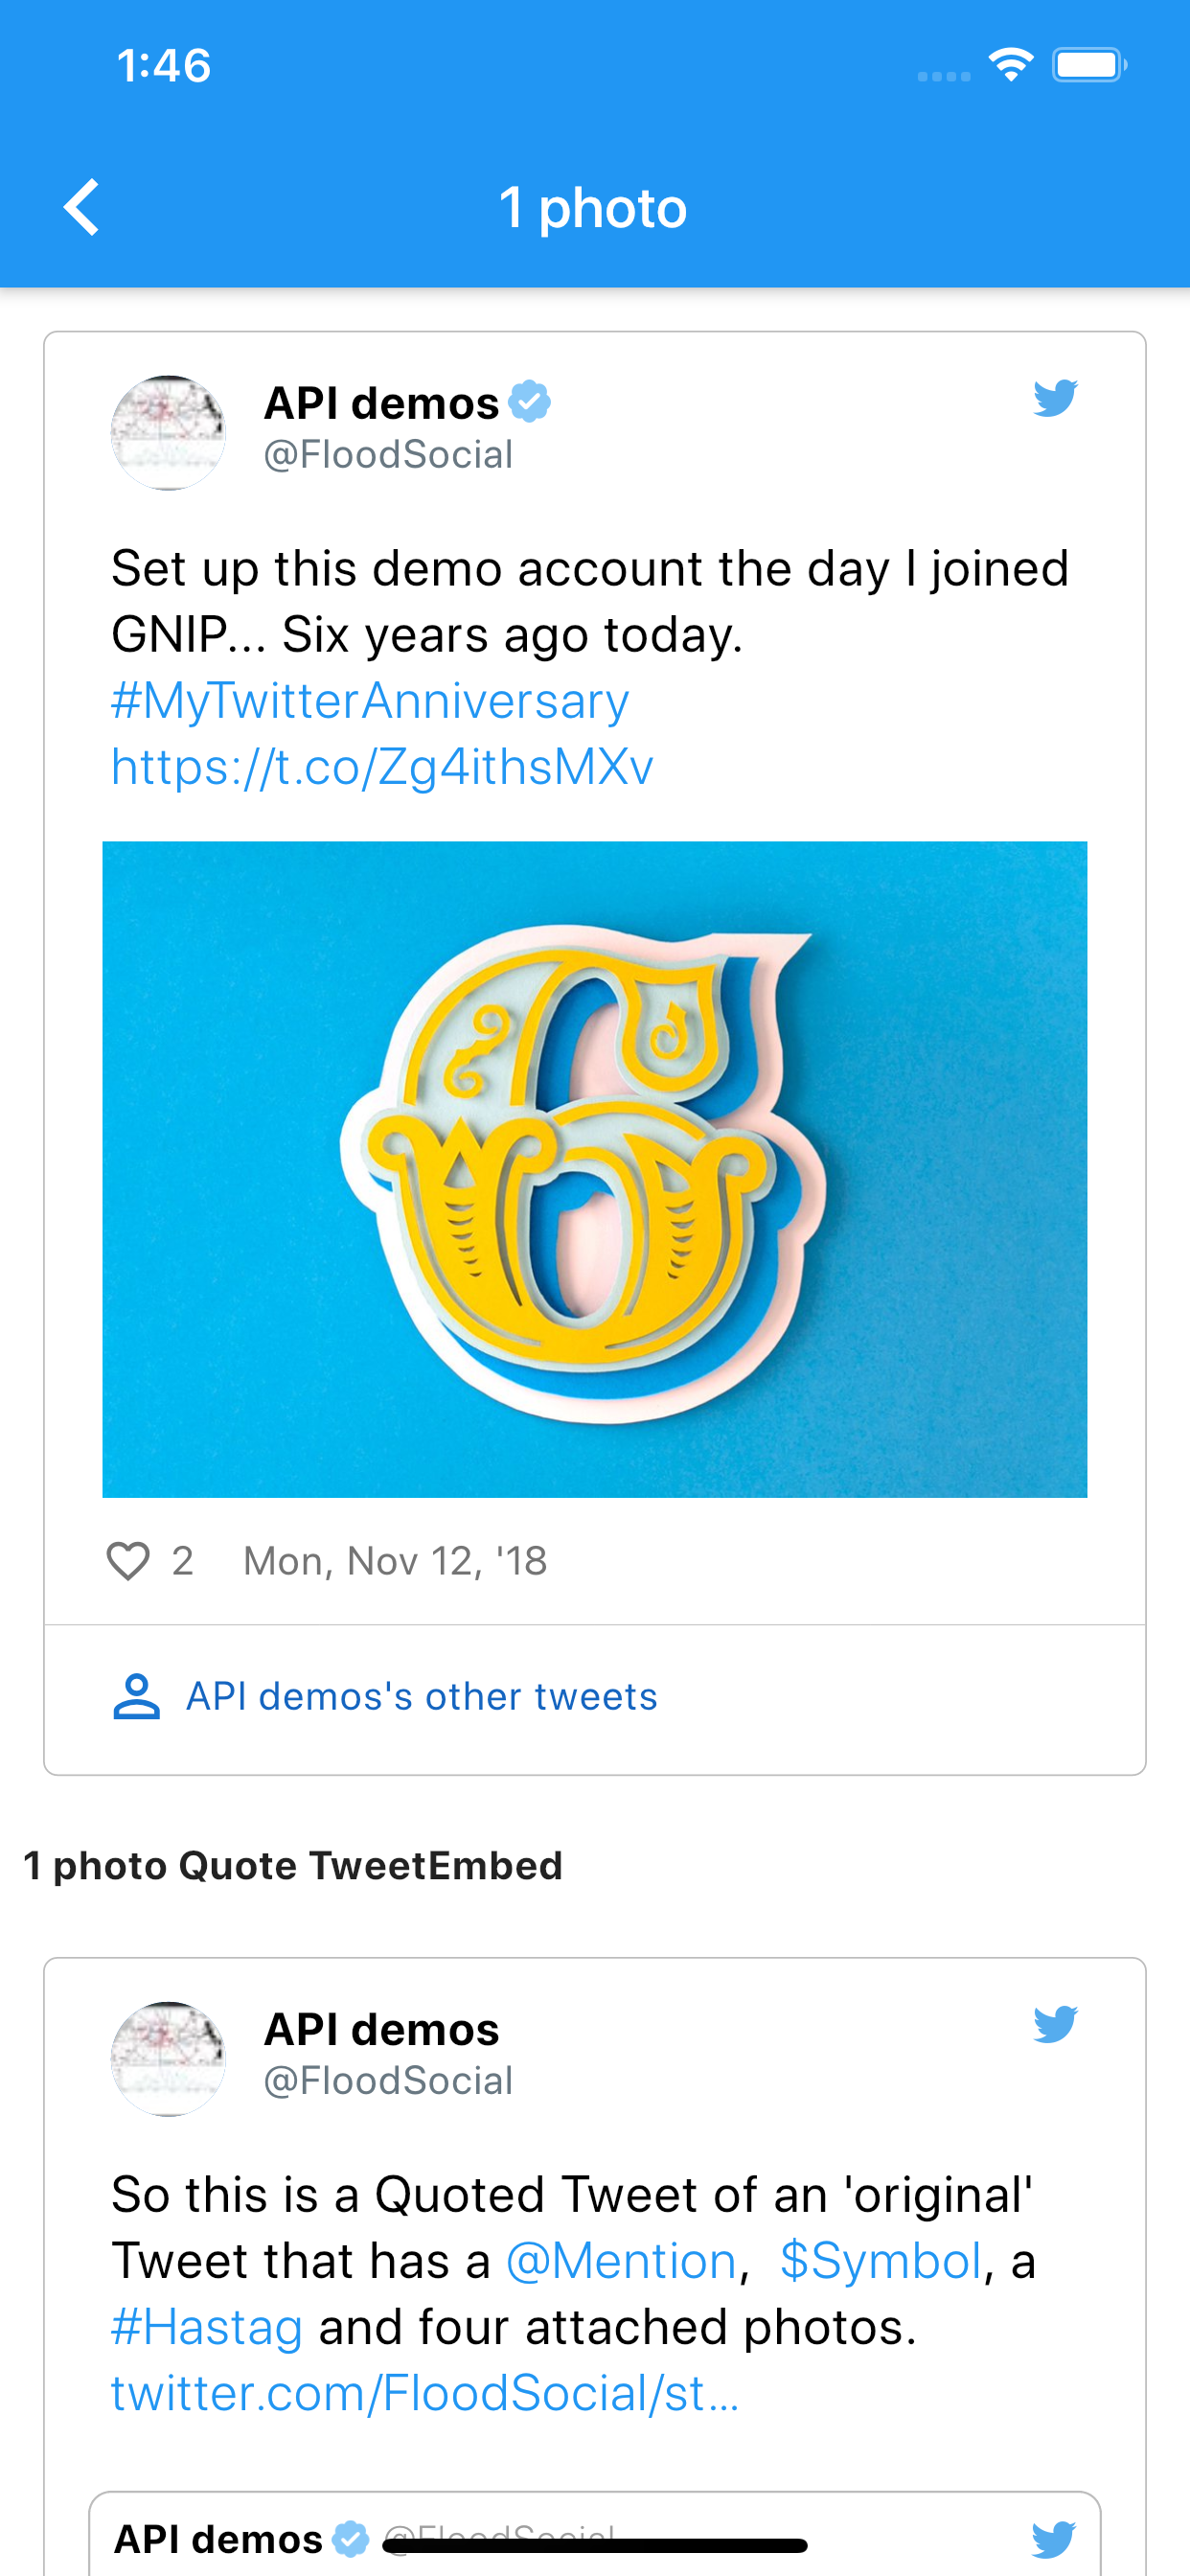 1:46
1 photo
API demos
@FloodSocial
Set up this demo account the day I joined
GNIP... Six years ago today.
#MyTwitterAnniversary
https://t.co/Zg4ithsMXv
6
2 Mon, Nov 12, '18
API demos's other tweets
1 photo Quote TweetEmbed
API demos
@FloodSocial
So this is a Quoted Tweet of an 'original'
Tweet that has a @Mention,  $Symbol, a
#Hastag and four attached photos.
twitter.com/FloodSocial/st...
API demos @FloodSocial